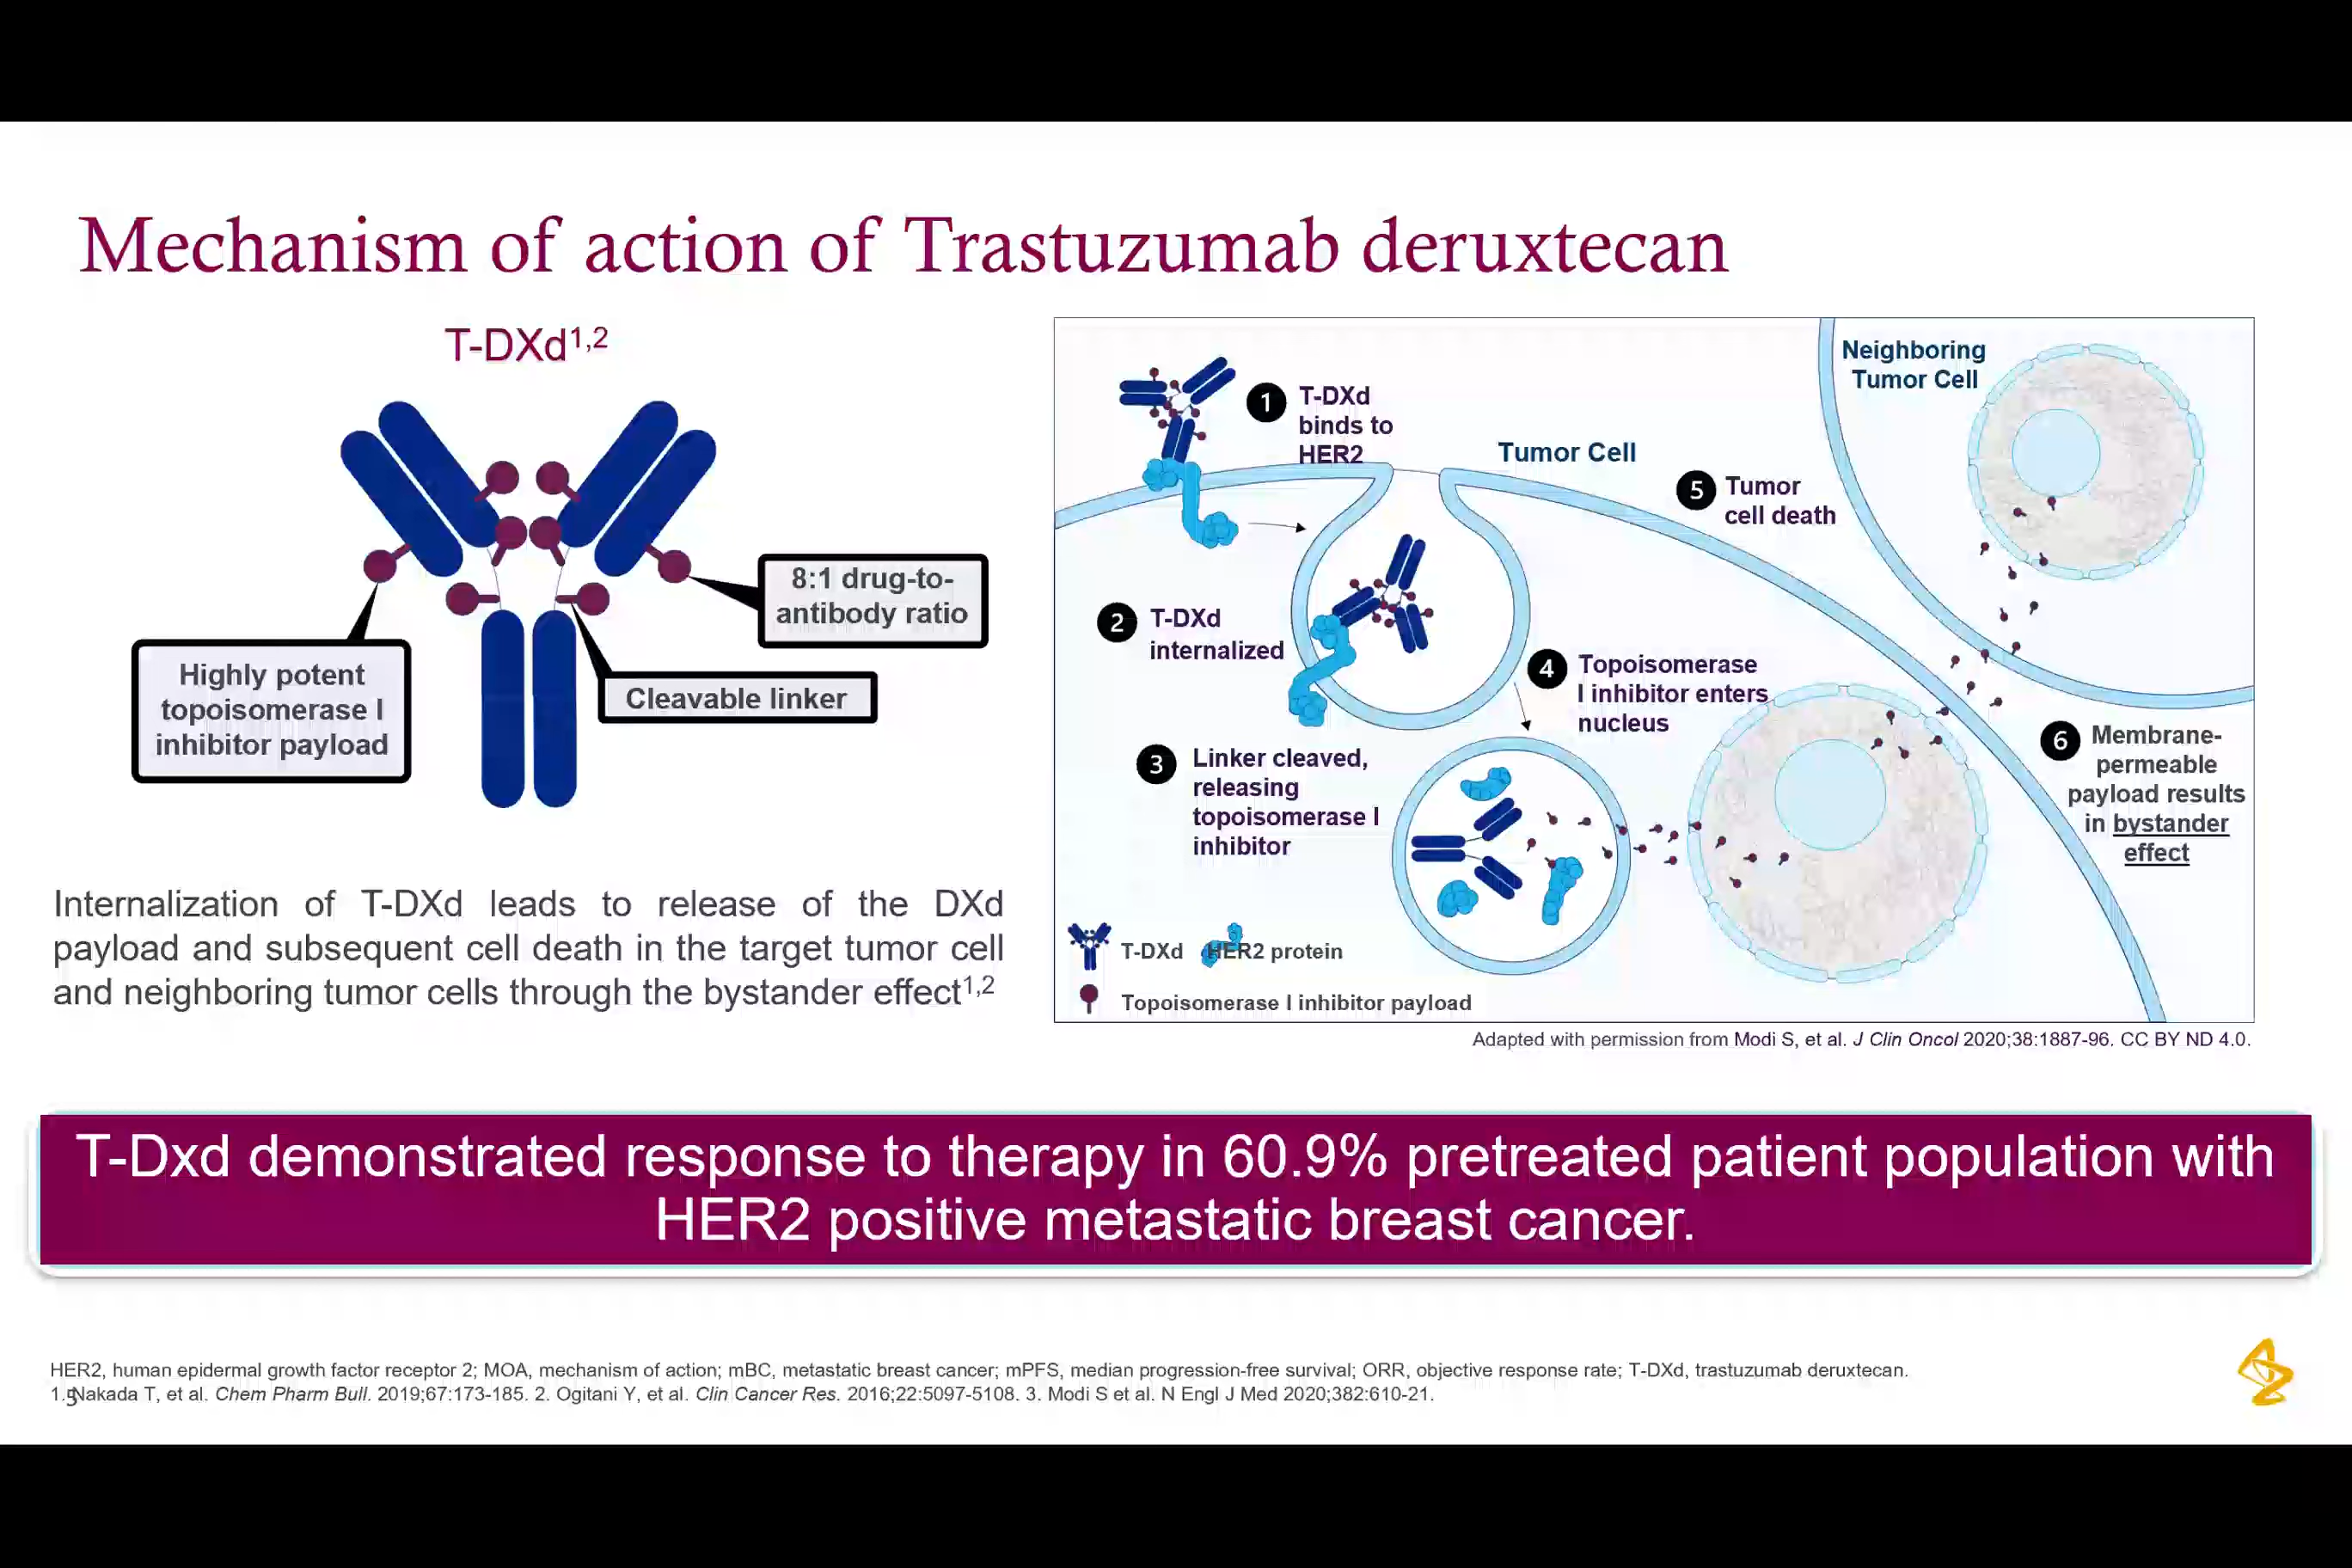 Mechanism of action of Trastuzumab deruxtecan
T-DXd1,2
8:1 drug-to-
antibody ratio
Highly potent
topoisomerase I
inhibitor payload
Cleavable linker
Internalization of T-DXd leads to release of the DXd
payload and subsequent cell death in the target tumor cell
and neighboring tumor cells through the bystander effect1,2
1 T-DXd
binds to
HER2
Tumor Cell
Neighboring
Tumor Cell
5 Tumor
cell death
2 T-DXd
internalized
4 Topoisomerase
I inhibitor enters
nucleus
3 Linker cleaved,
releasing
topoisomerase I
inhibitor
6 Membrane-
permeable
payload results
in bystander
effect
T-DXd HER2 protein
Topoisomerase I inhibitor payload
Adapted with permission from Modi S, et al. J Clin Oncol 2020;38:1887-96. CC BY ND 4.0.
T-Dxd demonstrated response to therapy in 60.9% pretreated patient population with
HER2 positive metastatic breast cancer.
HER2, human epidermal growth factor receptor 2; MOA, mechanism of action; mBC, metastatic breast cancer; mPFS, median progression-free survival; ORR, objective response rate; T-DXd, trastuzumab deruxtecan.
1. Nakada T, et al. Chem Pharm Bull. 2019;67:173-185. 2. Ogitani Y, et al. Clin Cancer Res. 2016;22:5097-5108. 3. Modi S et al. N Engl J Med 2020;382:610-21.
5